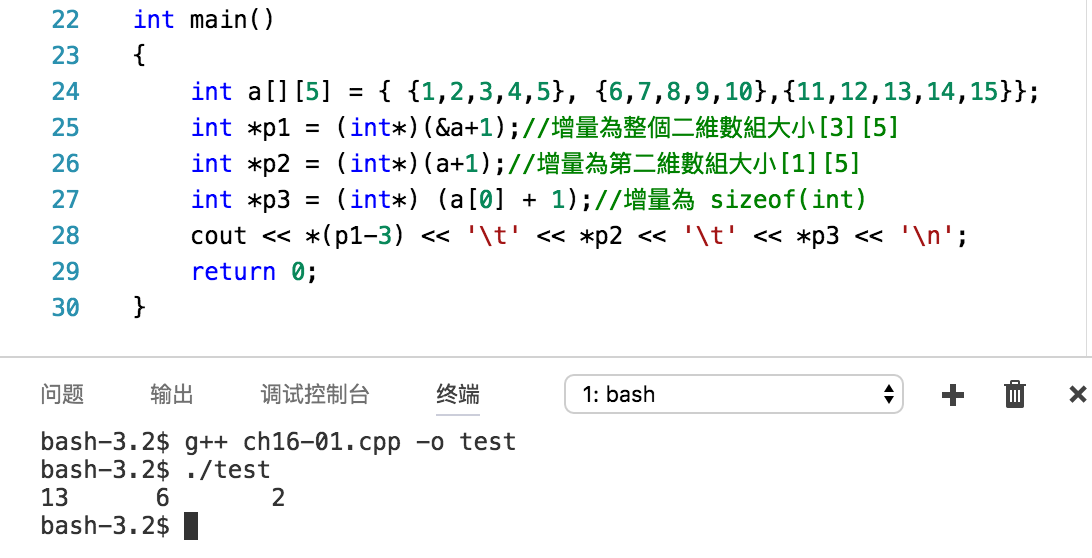 22 int main()
23 {
24 int a[][5] = { {1,2,3,4,5}, {6,7,8,9,10},{11,12,13,14,15}};
25 int *p1 = (int*)(&a+1);//增量為整個二維數組大小[3][5]
26 int *p2 = (int*)(a+1);//增量為第二維數組大小[1][5]
27 int *p3 = (int*) (a[0] + 1);//增量為 sizeof(int)
28 cout << *(p1-3) << '\t' << *p2 << '\t' << *p3 << '\n';
29 return 0;
30 }
问题 输出 调试控制台 终端 1: bash
bash-3.2$ g++ ch16-01.cpp -o test
bash-3.2$ ./test
13 6 2
bash-3.2$